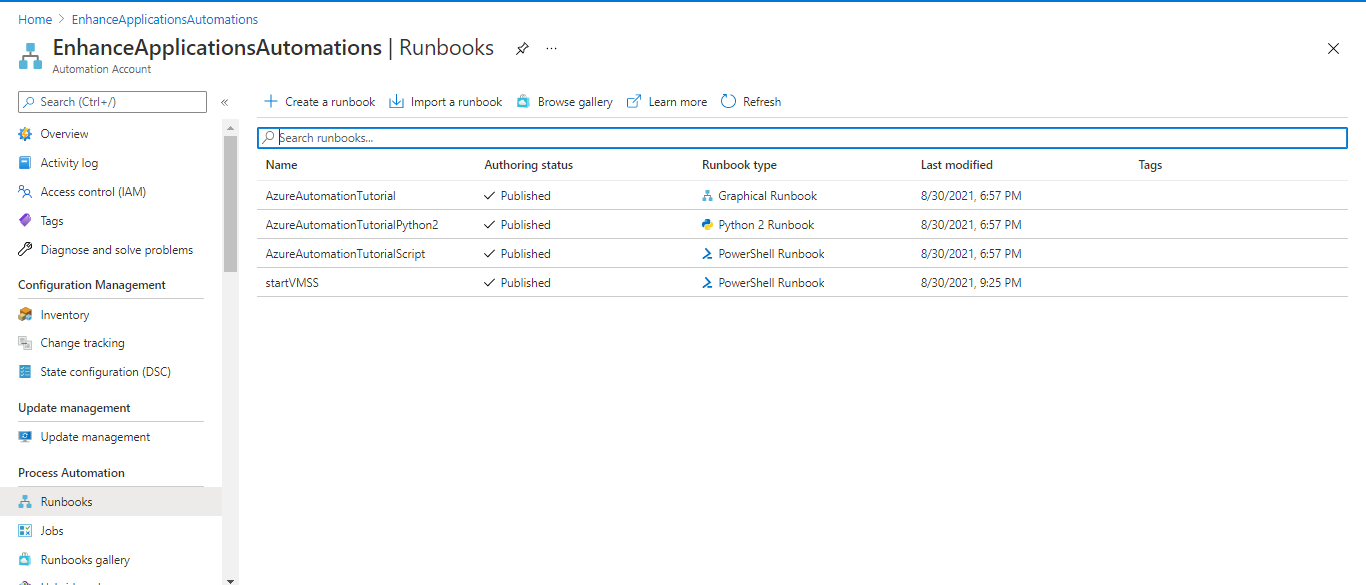 Home > EnhanceApplicationsAutomations
EnhanceApplicationsAutomations | Runbooks ...
Automation Account
Search (Ctrl+/) «
Overview
Activity log
Access control (IAM)
Tags
Diagnose and solve problems
Configuration Management
Inventory
Change tracking
State configuration (DSC)
Update management
Update management
Process Automation
Runbooks
Jobs
Runbooks gallery
Create a runbook Import a runbook Browse gallery Learn more Refresh
Search runbooks...
Name Authoring status Runbook type Last modified Tags
AzureAutomationTutorial Published Graphical Runbook 8/30/2021, 6:57 PM
AzureAutomationTutorialPython2 Published Python 2 Runbook 8/30/2021, 6:57 PM
AzureAutomationTutorialScript Published PowerShell Runbook 8/30/2021, 6:57 PM
startVMSS Published PowerShell Runbook 8/30/2021, 9:25 PM